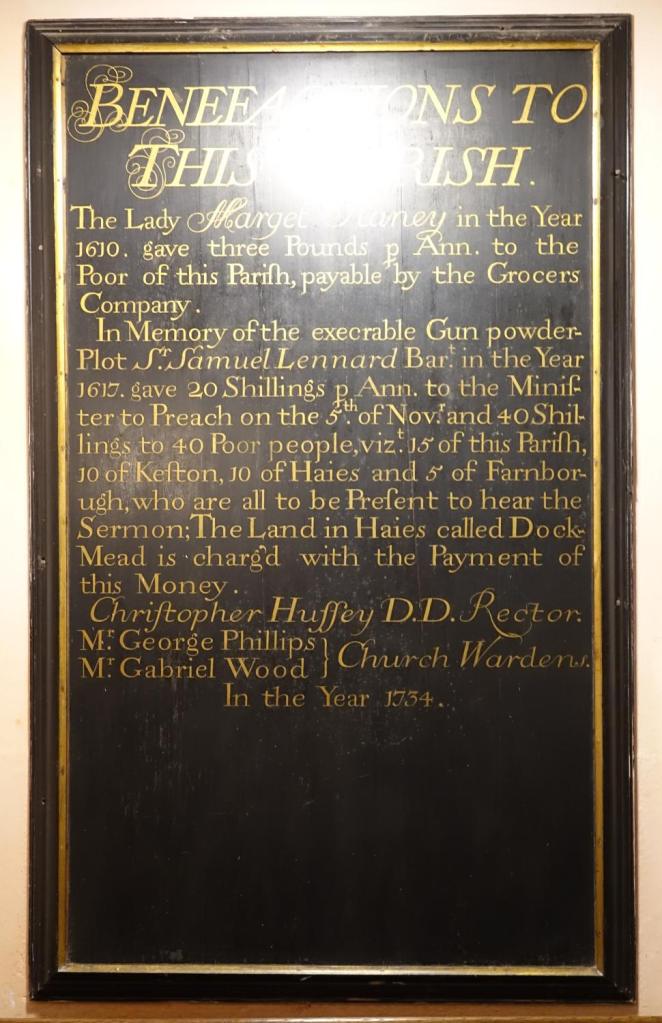 BENEFACTIONS TO
THIS PARISH.
The Lady Marget Slaney in the Year
1610. gave three Pounds p Ann. to the
Poor of this Pariſh, payable by the Grocers
Company.
In Memory of the execrable Gun powder-
Plot Sr. Samuel Lennard Bart. in the Year
1617. gave 20 Shillings p Ann. to the Miniſ-
ter to Preach on the 5th. of Novr. and 40 Shil-
lings to 40 Poor people, vizt. 15 of this Pariſh,
10 of Keſton, 10 of Haies and 5 of Farnbor-
ugh, who are all to be Preſent to hear the
Sermon; The Land in Haies called Dock-
Mead is charg'd with the Payment of
this Money.
Chriſtopher Huſſey D.D. Rector.
Mr. George Phillips
Mr. Gabriel Wood } Church Wardens.
In the Year 1734.